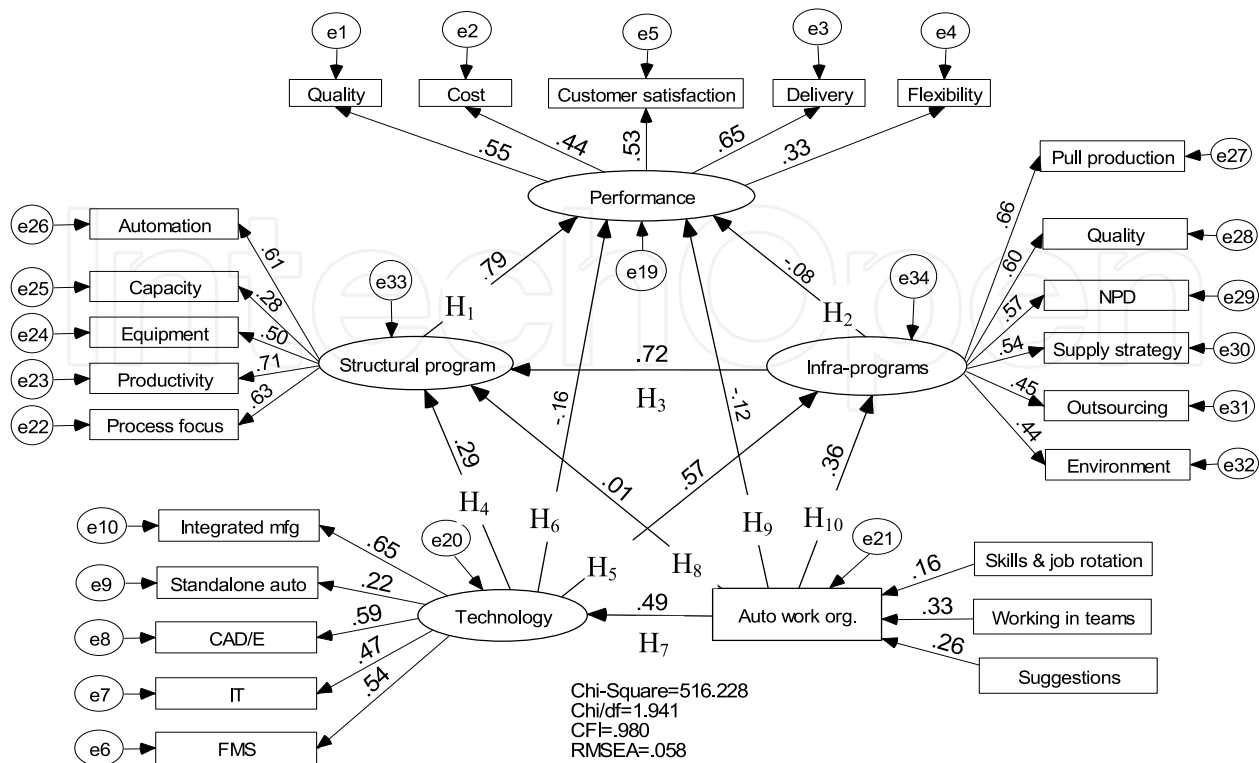 e1
e2
e5
e3
e4
Quality
Cost
Customer satisfaction
Delivery
Flexibility
.55
.44
.53
.65
.33
Performance
e19
Pull production
e27
Quality
e28
NPD
e29
Supply strategy
e30
Outsourcing
e31
Environment
e32
.66
.60
.57
.54
.45
.44
e26
Automation
e25
Capacity
e24
Equipment
e23
Productivity
e22
Process focus
.61
.28
.50
.71
.63
e33
Structural program
e34
Infra-programs
.79
H1
-.08
H2
.72
H3
.29
H4
-.16
H6
.57
H5
.01
H8
-.12
H9
.36
H10
e10
Integrated mfg
e9
Standalone auto
e8
CAD/E
e7
IT
e6
FMS
.65
.22
.59
.47
.54
e20
Technology
.49
H7
e21
Auto work org.
.16
Skills & job rotation
.33
Working in teams
.26
Suggestions
Chi-Square=516.228
Chi/df=1.941
CFI=.980
RMSEA=.058
IntechOpen